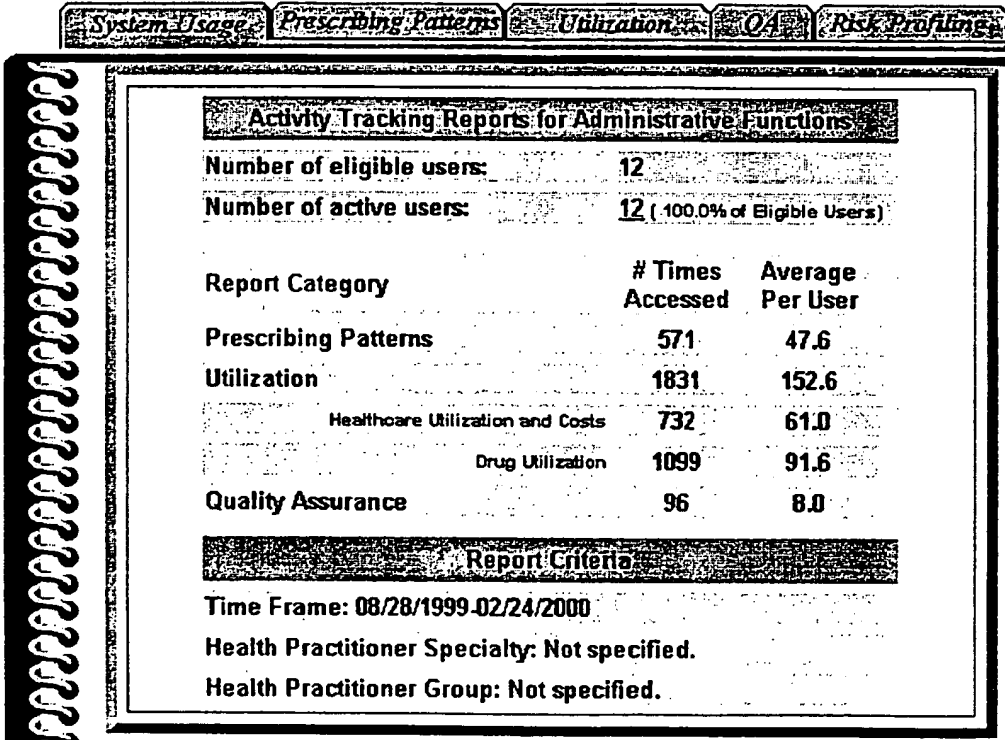 System Usage Prescribing Patterns Utilization QA Risk Profiling
Activity Tracking Reports for Administrative Functions
Number of eligible users: 12
Number of active users: 12 ( 100.0% of Eligible Users)
Report Category # Times Accessed Average Per User
Prescribing Patterns 571 47.6
Utilization 1831 152.6
Healthcare Utilization and Costs 732 61.0
Drug Utilization 1099 91.6
Quality Assurance 96 8.0
Report Criteria
Time Frame: 08/28/1999-02/24/2000
Health Practitioner Specialty: Not specified.
Health Practitioner Group: Not specified.